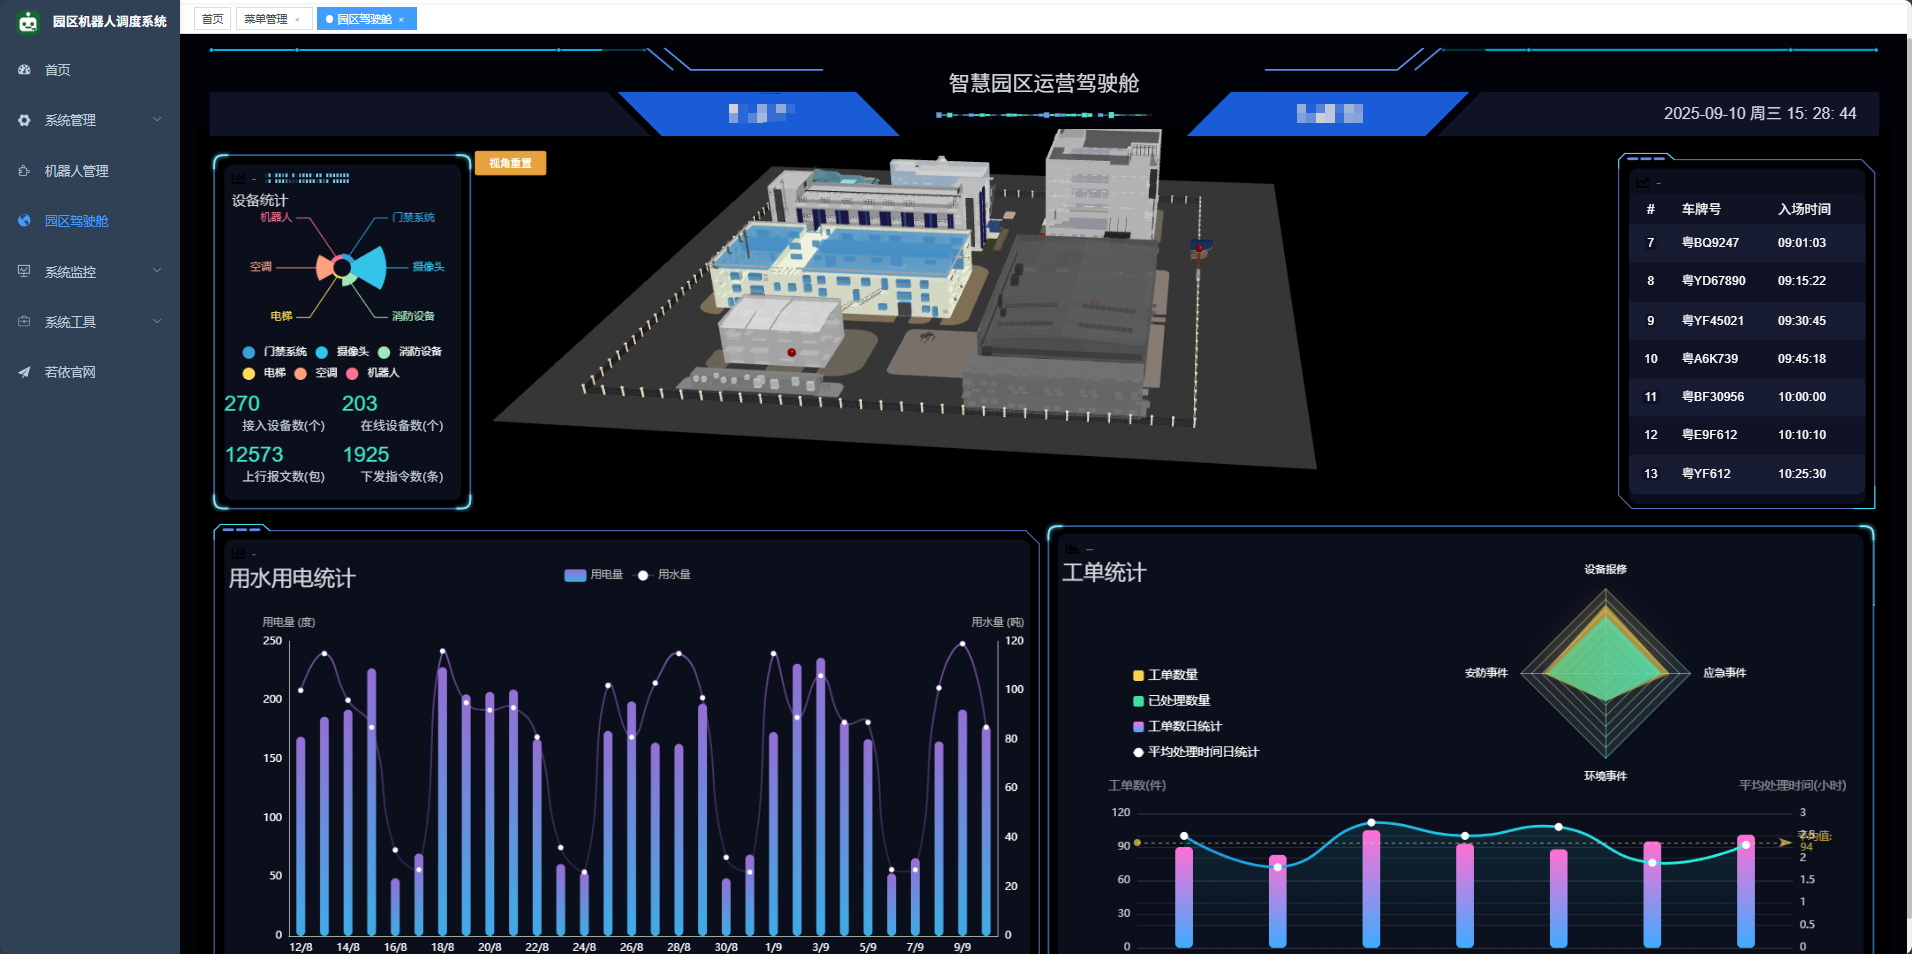 园区机器人调度系统
首页
系统管理
机器人管理
园区驾驶舱
系统监控
系统工具
若依官网
首页
菜单管理 ×
园区驾驶舱 ×
智慧园区运营驾驶舱
2025-09-10 周三 15: 28: 44
视角重置
-
设备统计
机器人
门禁系统
空调
摄像头
电梯
消防设备
门禁系统 摄像头 消防设备
电梯 空调 机器人
270 203
接入设备数(个) 在线设备数(个)
12573 1925
上行报文数(包) 下发指令数(条)
-
# 车牌号 入场时间
7 粤BQ9247 09:01:03
8 粤YD67890 09:15:22
9 粤YF45021 09:30:45
10 粤A6K739 09:45:18
11 粤BF30956 10:00:00
12 粤E9F612 10:10:10
13 粤YF612 10:25:30
-
用水用电统计
用电量 用水量
用电量 (度) 用水量 (吨)
250 120
200 100
150 80
100 60
50 40
0 20
0
12/8 14/8 16/8 18/8 20/8 22/8 24/8 26/8 28/8 30/8 1/9 3/9 5/9 7/9 9/9
-
工单统计
设备报修
安防事件
应急事件
环境事件
工单数量
已处理数量
工单数日统计
平均处理时间日统计
工单数(件) 平均处理时间(小时)
120 3
2.5 平均值:
90 94
2
60 1.5
1
30 0.5
0 0